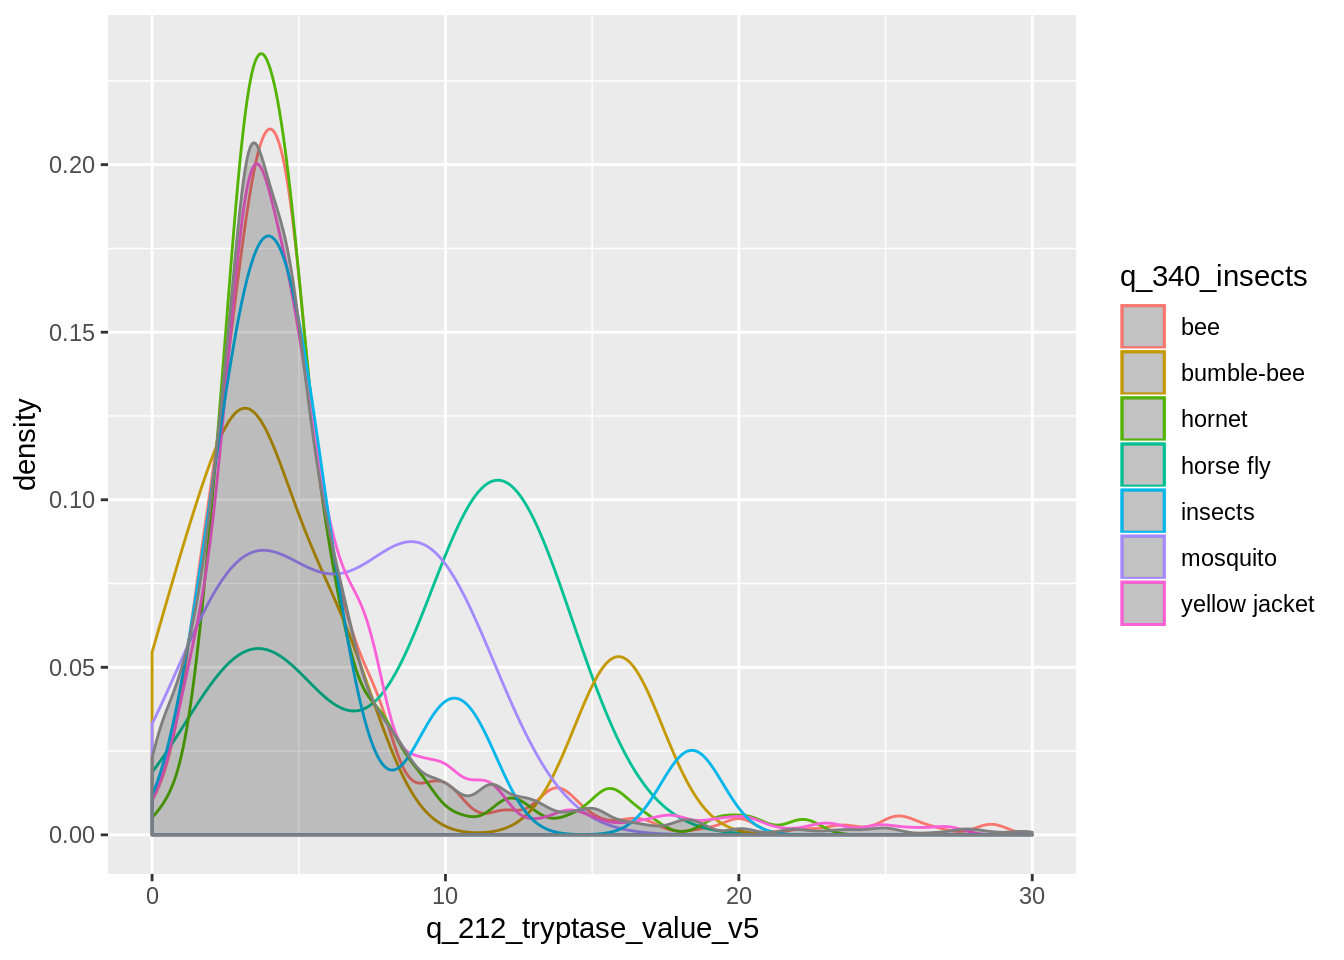 0.20
0.15
0.10
0.05
0.00
density
0 10 20 30
q_212_tryptase_value_v5
q_340_insects
bee
bumble-bee
hornet
horse fly
insects
mosquito
yellow jacket